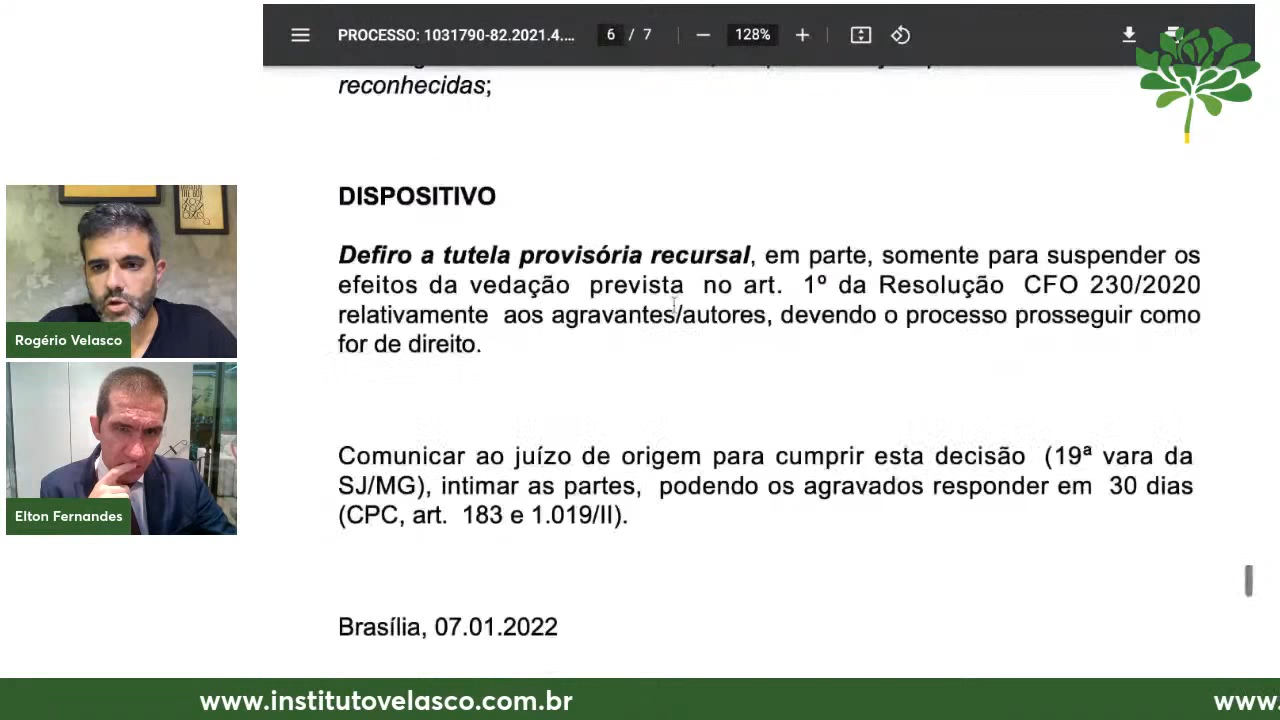 PROCESSO: 1031790-82.2021.4.... 6 / 7 128%
reconhecidas;
DISPOSITIVO
Defiro a tutela provisória recursal, em parte, somente para suspender os
efeitos da vedação prevista no art. 1º da Resolução CFO 230/2020
relativamente aos agravantes/autores, devendo o processo prosseguir como
for de direito.
Rogério Velasco
Elton Fernandes
Comunicar ao juízo de origem para cumprir esta decisão (19ª vara da
SJ/MG), intimar as partes, podendo os agravados responder em 30 dias
(CPC, art. 183 e 1.019/II).
Brasília, 07.01.2022
www.institutovelasco.com.br
www.